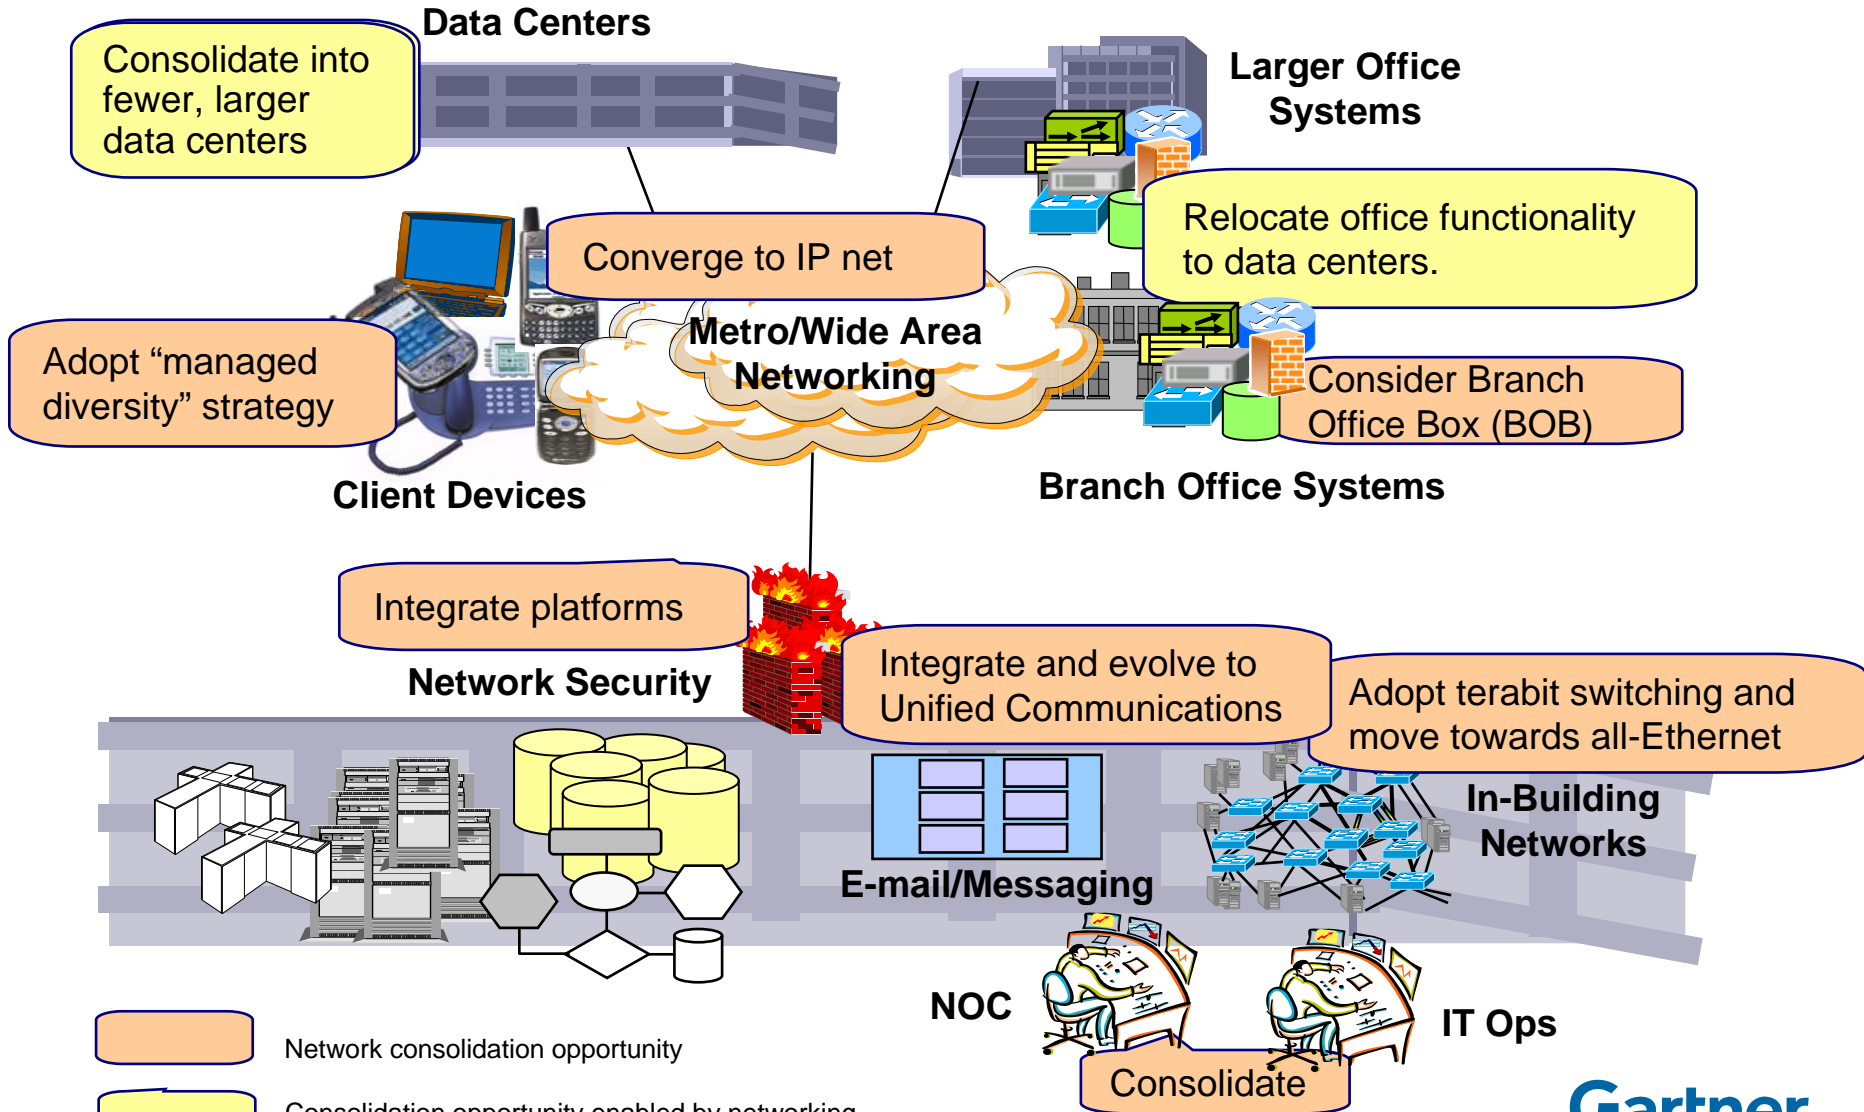 Data Centers
Consolidate into
fewer, larger
data centers
Larger Office
Systems
Relocate office functionality
to data centers.
Converge to IP net
Metro/Wide Area
Networking
Adopt “managed
diversity” strategy
Consider Branch
Office Box (BOB)
Client Devices
Branch Office Systems
Integrate platforms
Network Security
Integrate and evolve to
Unified Communications
Adopt terabit switching and
move towards all-Ethernet
In-Building
Networks
E-mail/Messaging
NOC
IT Ops
Consolidate
Network consolidation opportunity
Consolidation opportunity enabled by networking
Gartner